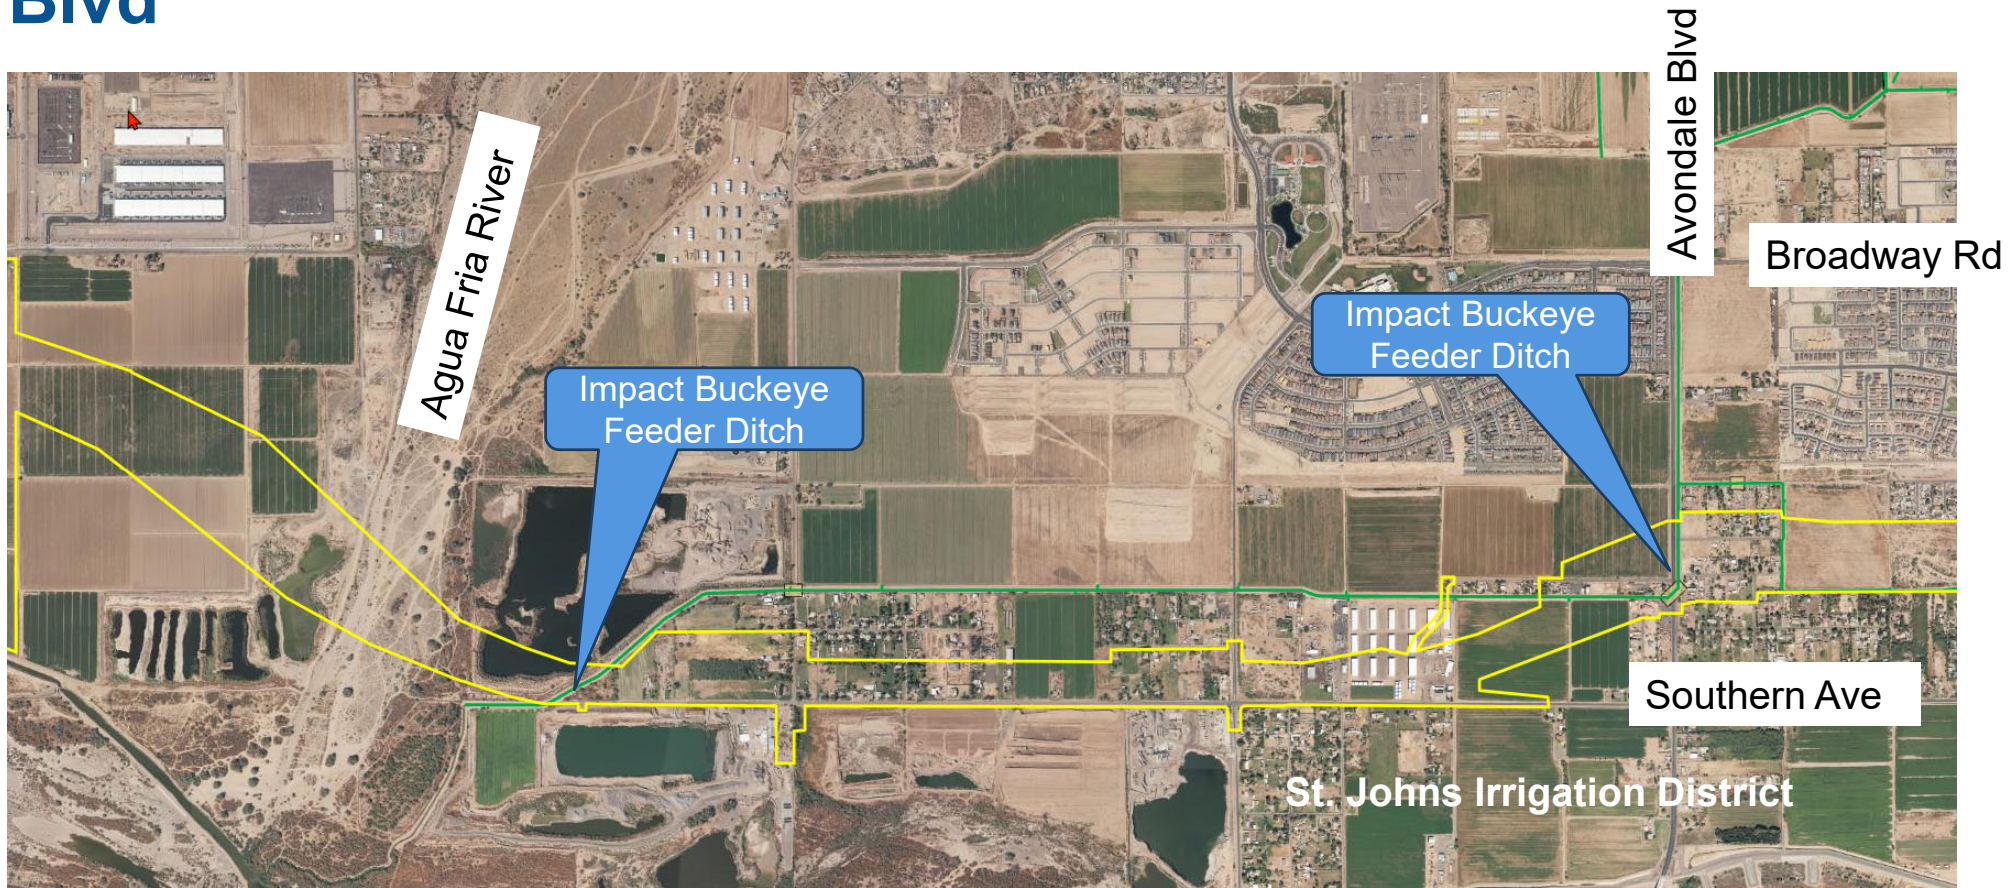 Blvd
Avondale Blvd
Agua Fria River
Broadway Rd
Impact Buckeye
Feeder Ditch
Impact Buckeye
Feeder Ditch
Southern Ave
St. Johns Irrigation District